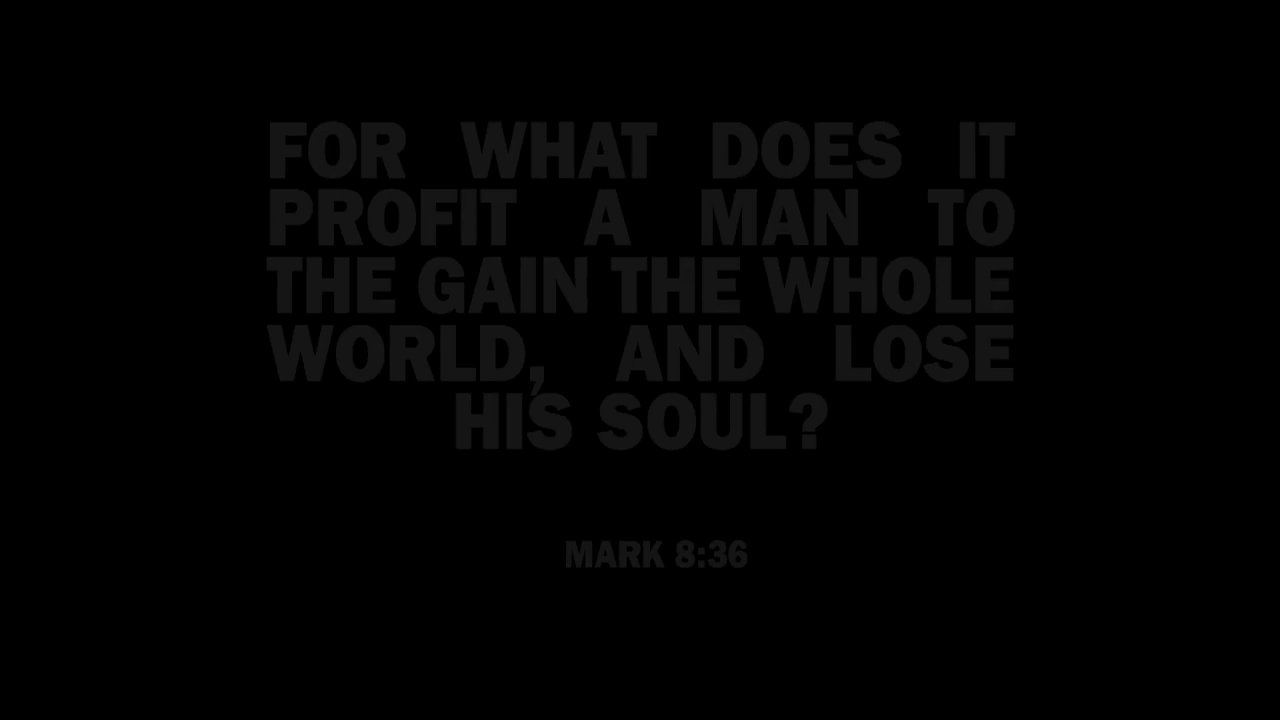 FOR WHAT DOES IT
PROFIT A MAN TO
THE GAIN THE WHOLE
WORLD, AND LOSE
HIS SOUL?
MARK 8:36